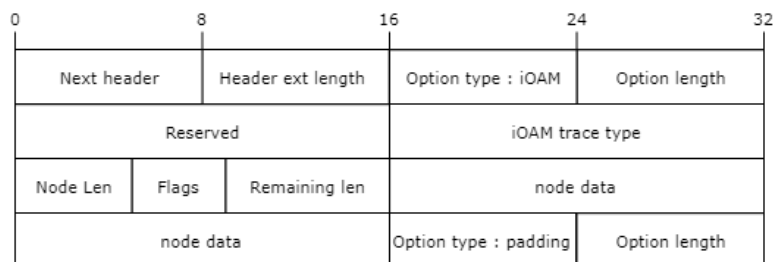 0 8 16 24 32
Next header Header ext length Option type : iOAM Option length
Reserved iOAM trace type
Node Len Flags Remaining len node data
node data Option type : padding Option length